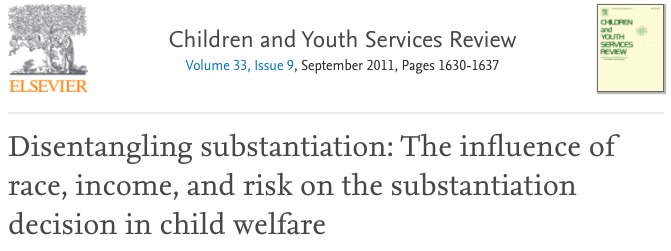 ELSEVIER
Children and Youth Services Review
Volume 33, Issue 9, September 2011, Pages 1630-1637
CHILDREN
and
YOUTH
SERVICES
REVIEW
Disentangling substantiation: The influence of
race, income, and risk on the substantiation
decision in child welfare